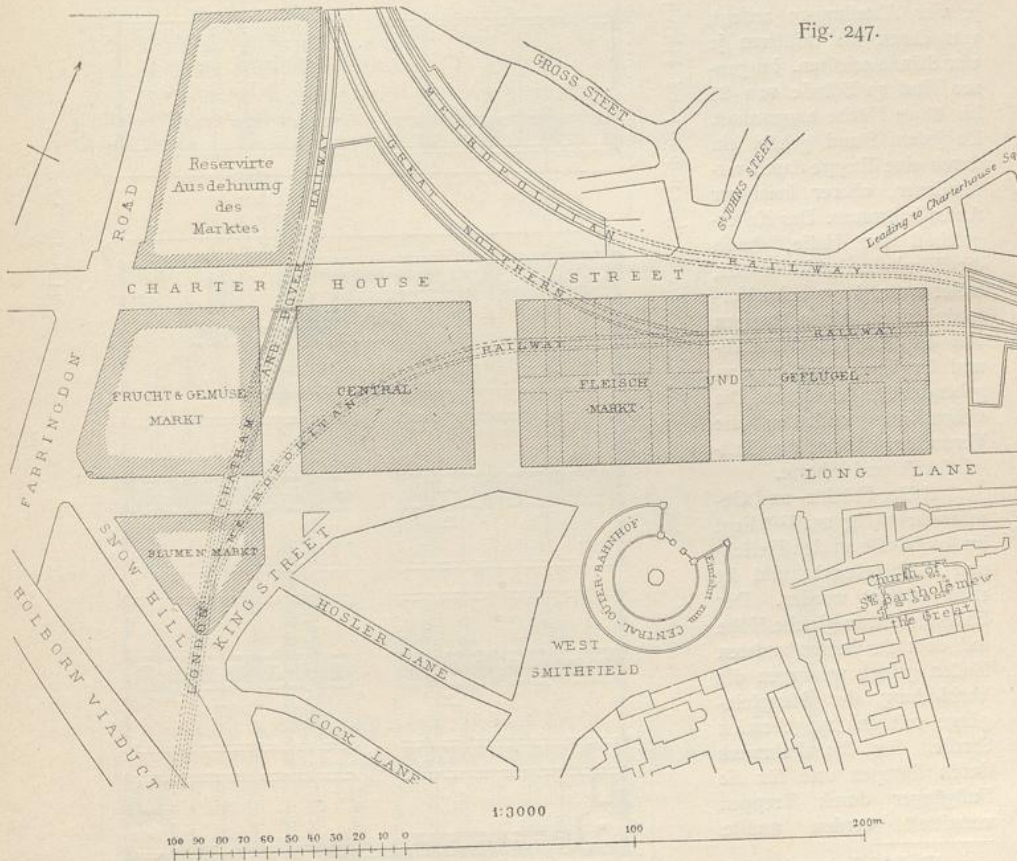 Fig. 247.
GROSS STEET
METROPOLITAN
RAILWAY
GREAT NORTHERN
RAILWAY
St JOHNS STEET
Leading to Charterhouse Sq
Reservirte
Ausdehnung
des
Marktes
ROAD
FARRINGDON
CHARTER HOUSE STREET
LONDON CHATHAM AND DOVER RAILWAY
METROPOLITAN RAILWAY
FRUCHT & GEMÜSE
MARKT
CENTRAL-
FLEISCH
-MARKT-
UND
GEFLÜGEL-
LONG LANE
BLUMEN MARKT
SNOW HILL
KING STREET
HOSLER LANE
COCK LANE
HOLBORN VIADUCT
Einfahrt zum CENTRAL-GÜTER-BAHNHOF
WEST
SMITHFIELD
Church of
St Bartholomew
the Great
1:3000
100 90 80 70 60 50 40 30 20 10 0 100 200m.